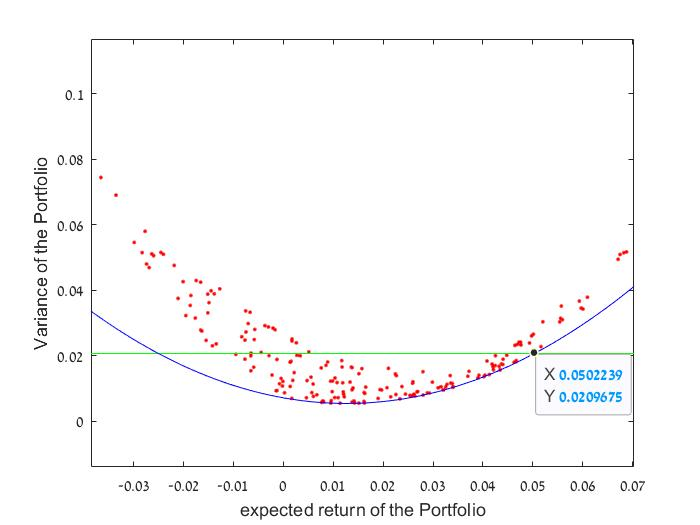 Variance of the Portfolio
0.1
0.08
0.06
0.04
0.02
0
X 0.0502239
Y 0.0209675
-0.03 -0.02 -0.01 0 0.01 0.02 0.03 0.04 0.05 0.06 0.07
expected return of the Portfolio